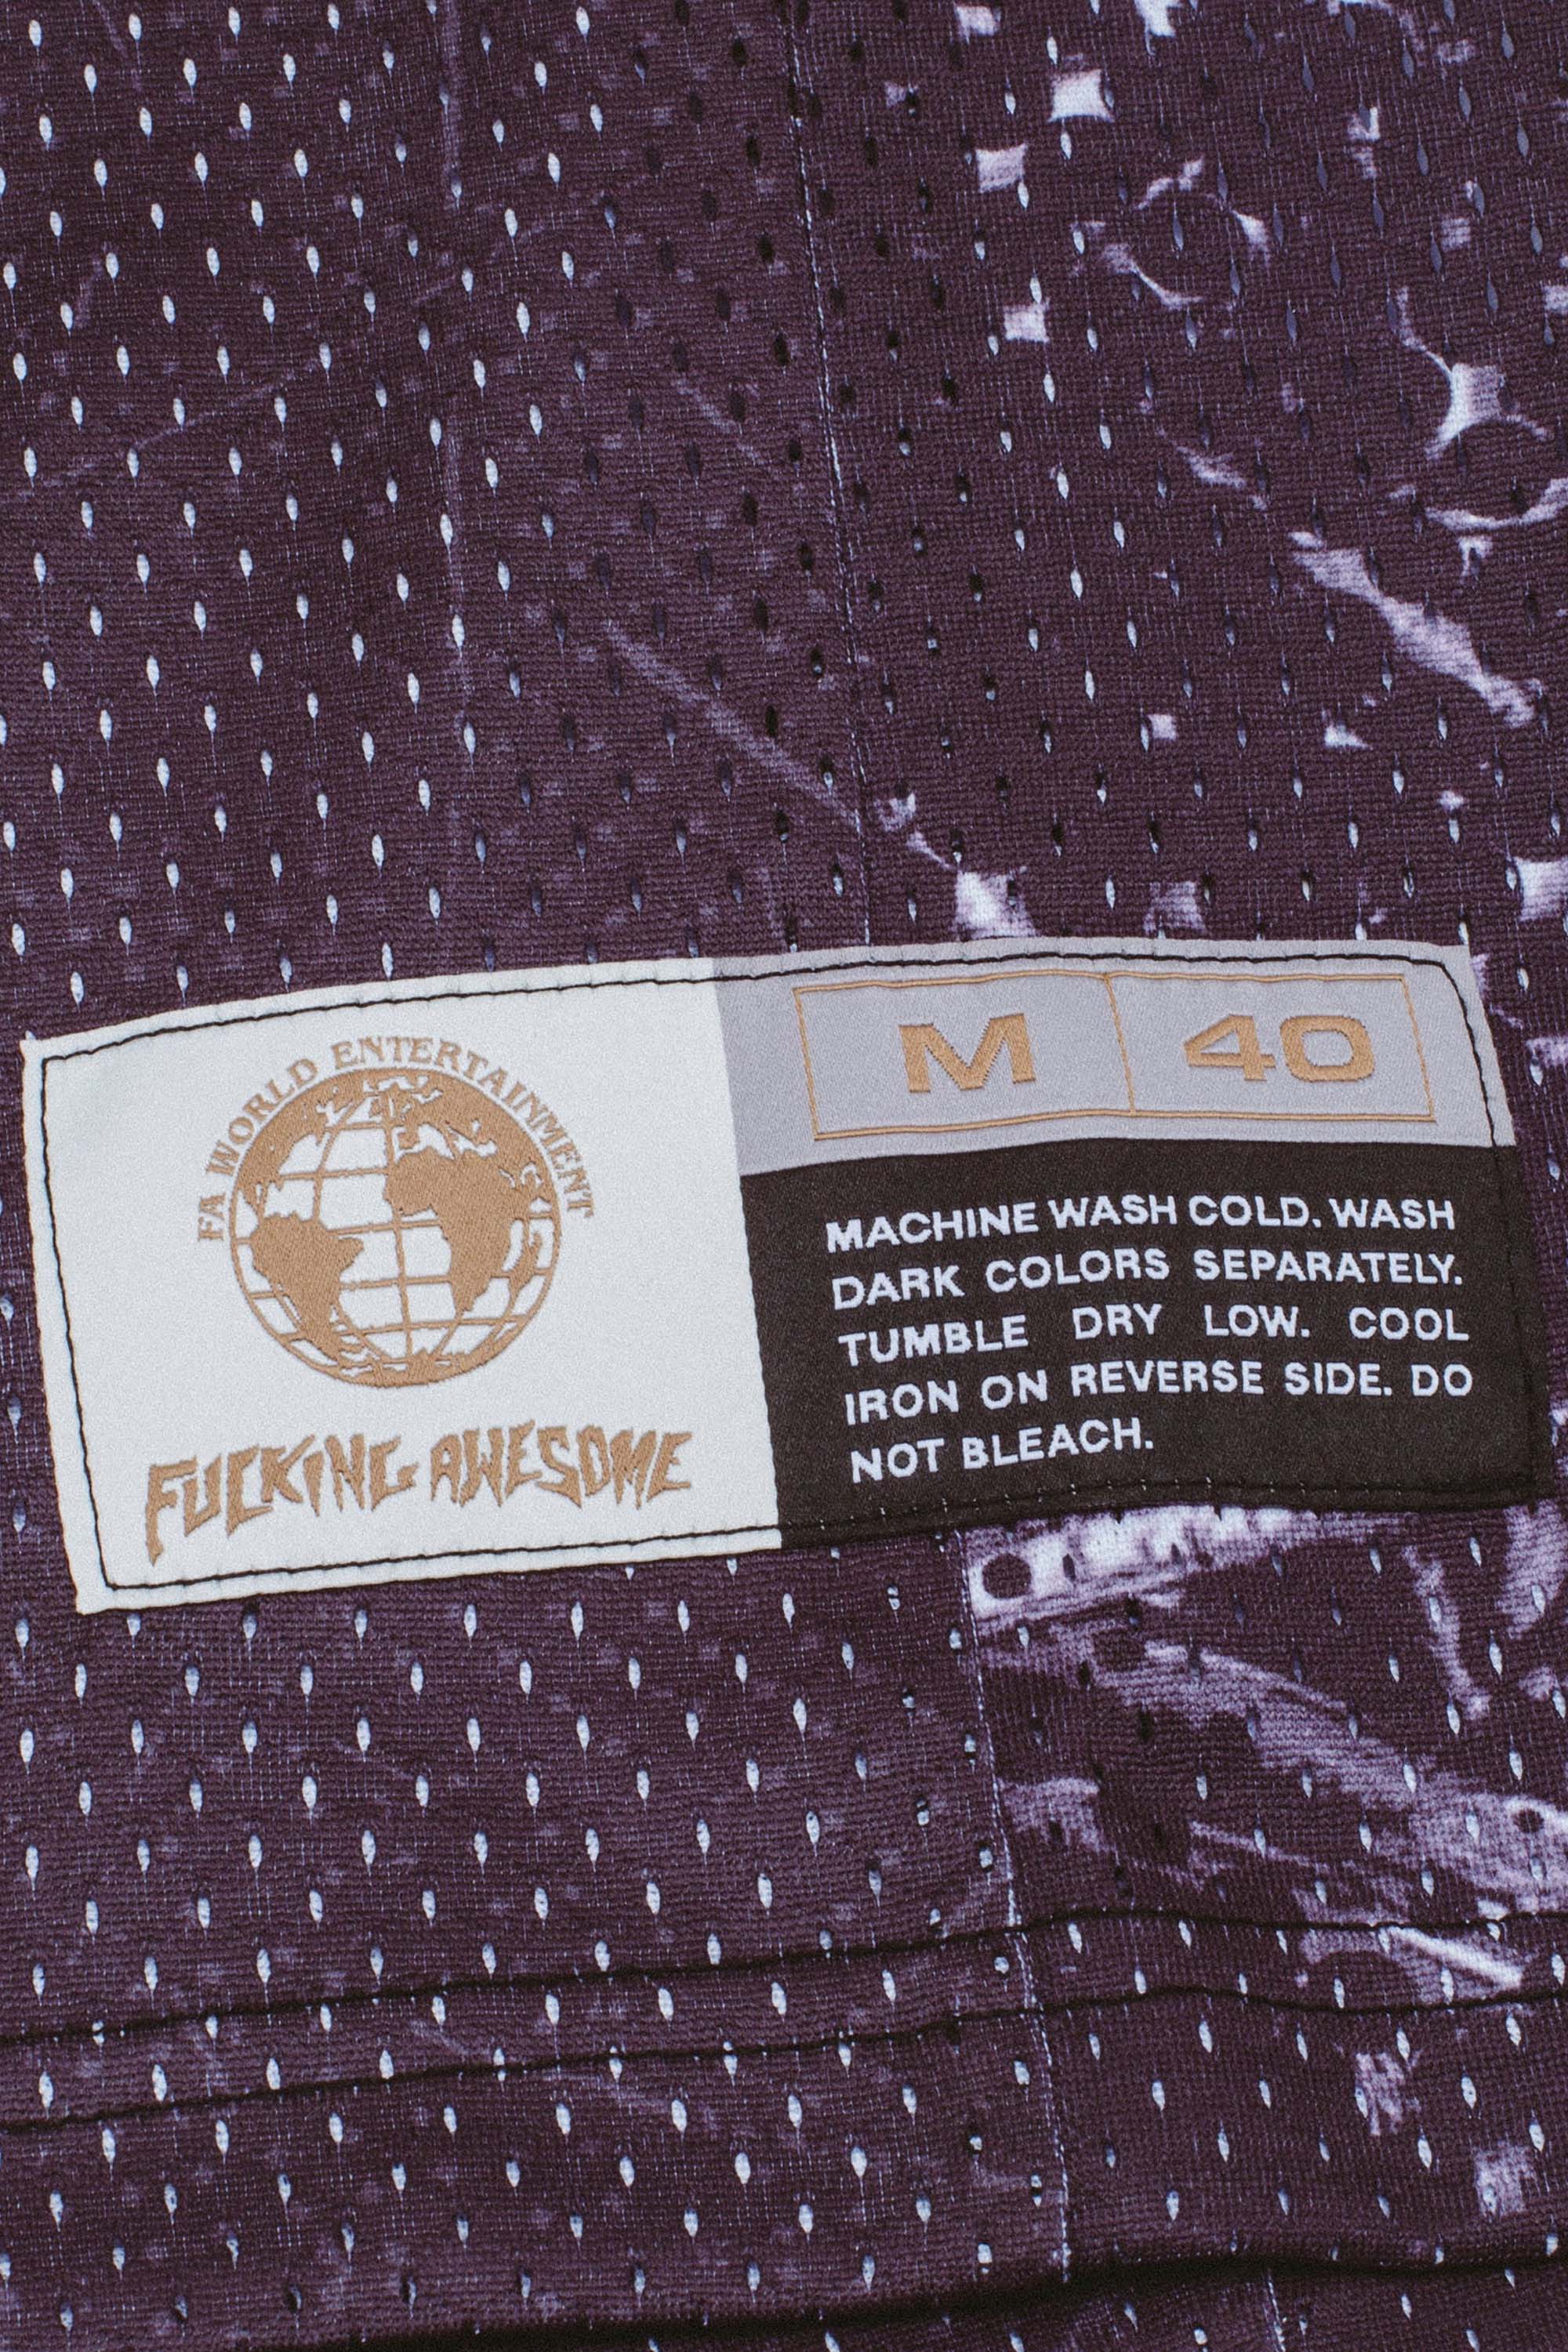 FA WORLD ENTERTAINMENT
FUCKING AWESOME
M 40
MACHINE WASH COLD. WASH
DARK COLORS SEPARATELY.
TUMBLE DRY LOW. COOL
IRON ON REVERSE SIDE. DO
NOT BLEACH.